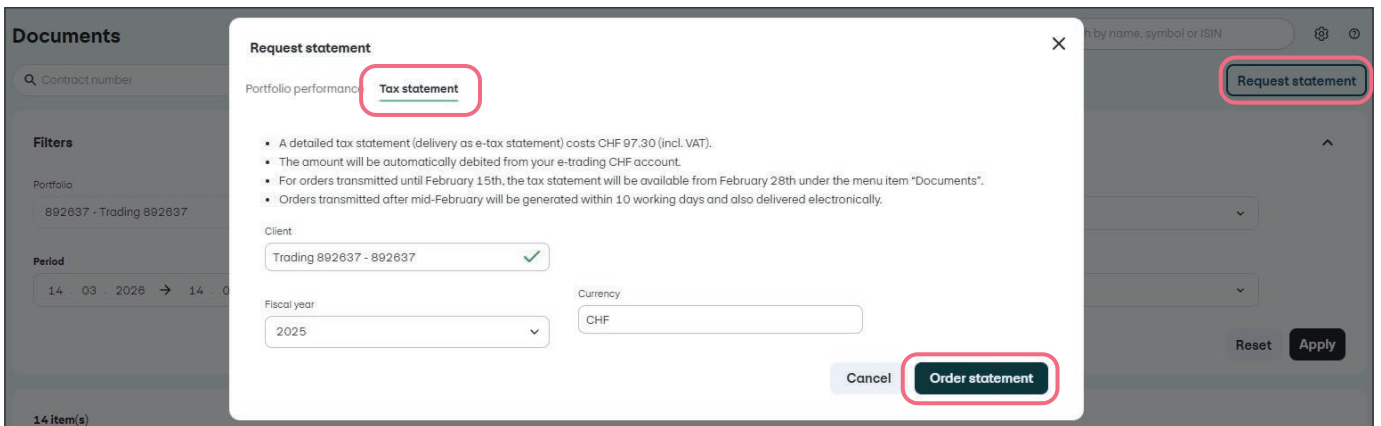 Documents
h by name, symbol or ISIN
Contract number
Request statement
Filters
Portfolio
892637 - Trading 892637
Period
14 . 03 . 2026 → 14 . 0
Reset
Apply
14 item(s)
Request statement
Portfolio performance
Tax statement
• A detailed tax statement (delivery as e-tax statement) costs CHF 97.30 (incl. VAT).
• The amount will be automatically debited from your e-trading CHF account.
• For orders transmitted until February 15th, the tax statement will be available from February 28th under the menu item "Documents".
• Orders transmitted after mid-February will be generated within 10 working days and also delivered electronically.
Client
Trading 892637 - 892637
Fiscal year
2025
Currency
CHF
Cancel
Order statement